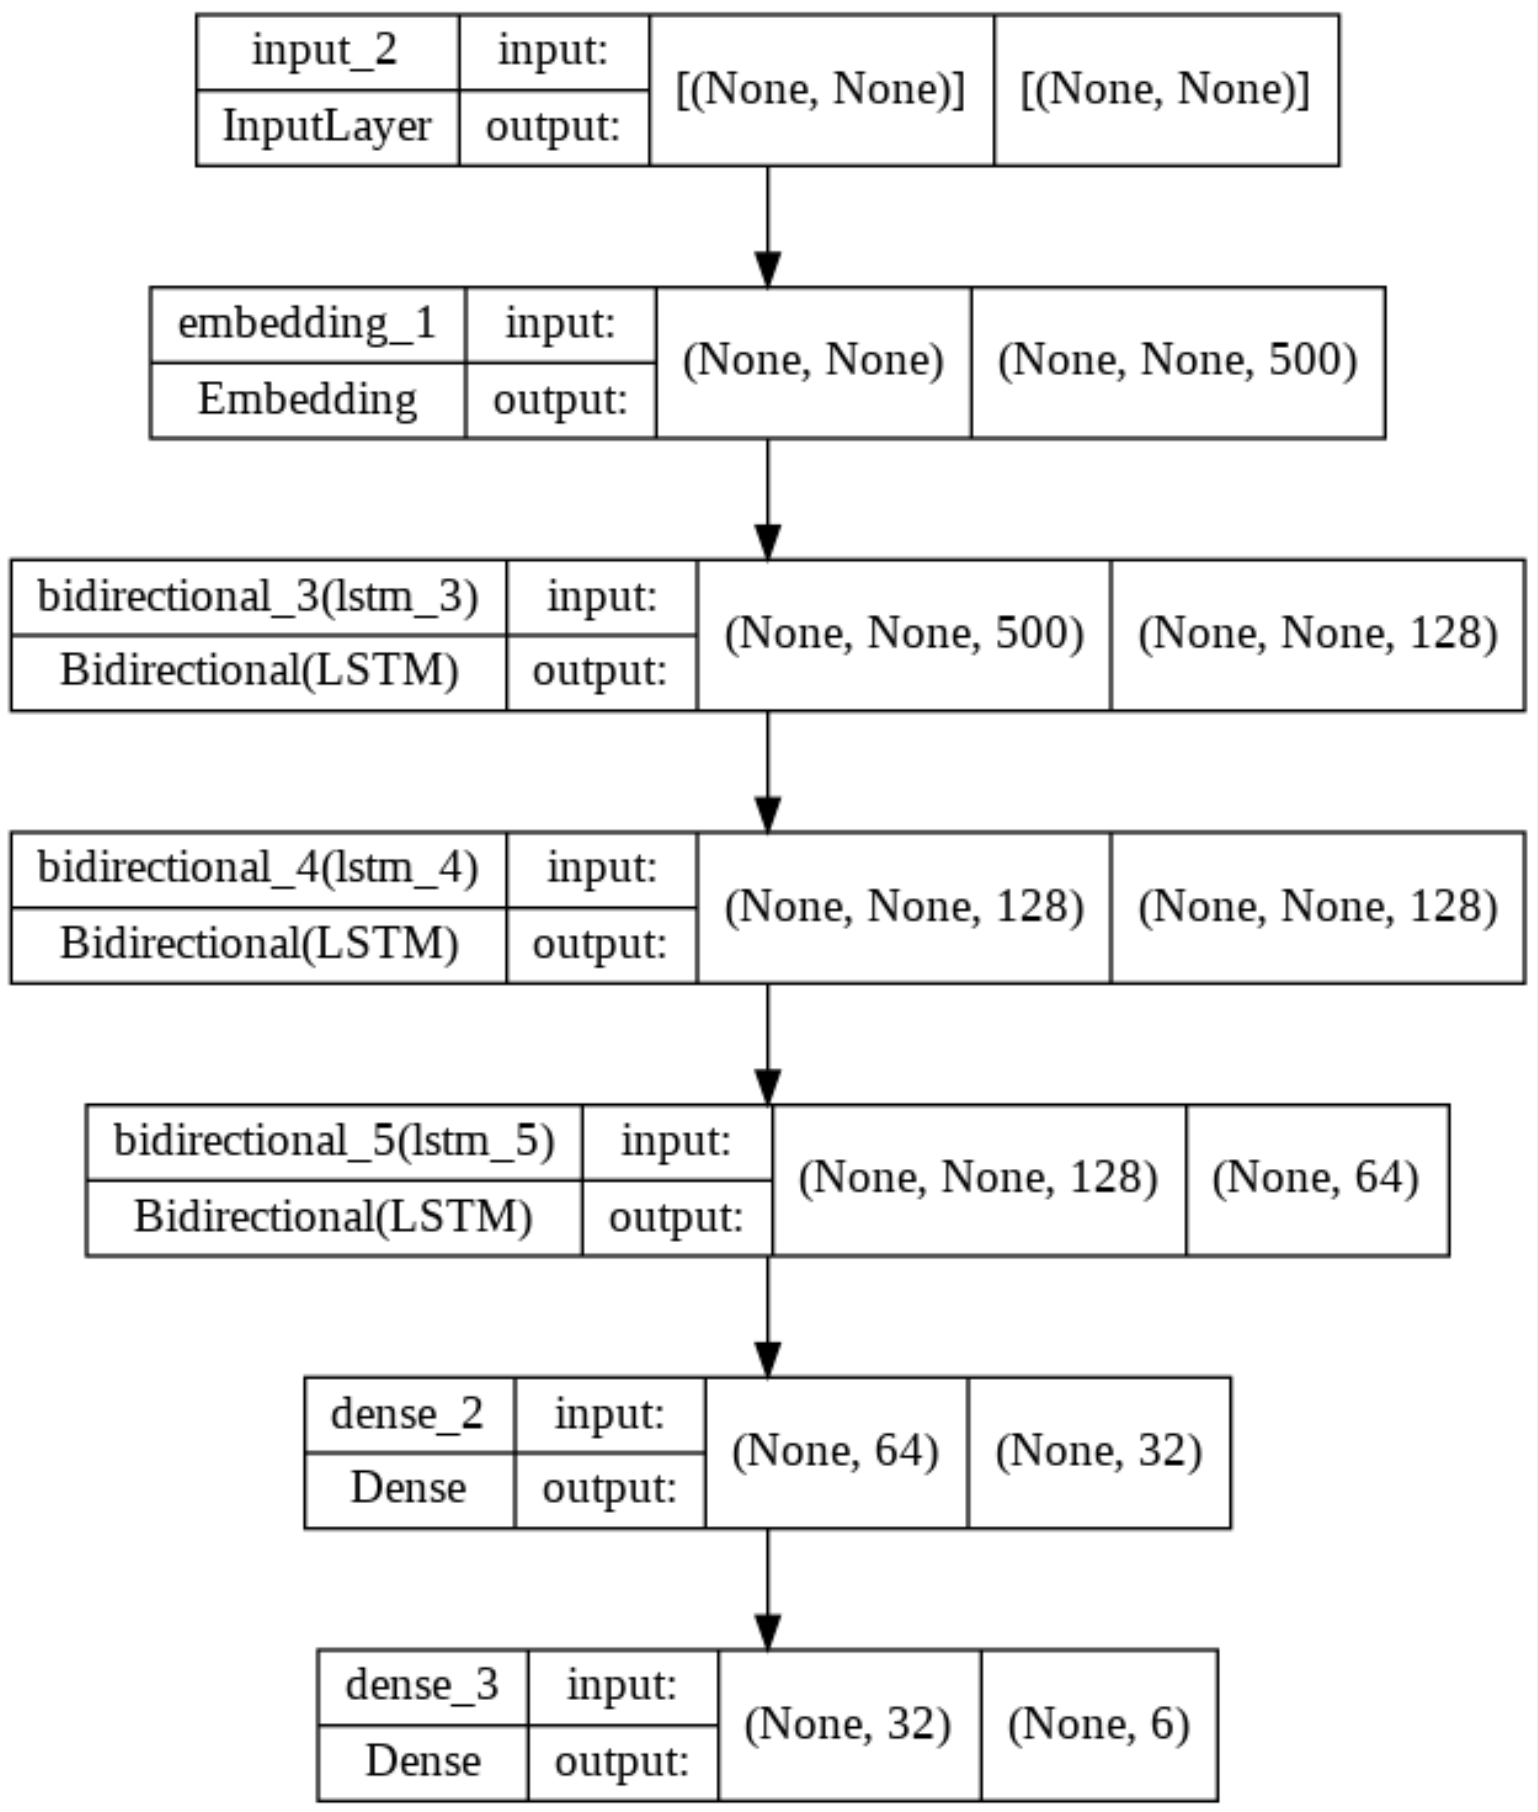 input_2 input: [(None, None)] [(None, None)]
InputLayer output:
embedding_1 input: (None, None) (None, None, 500)
Embedding output:
bidirectional_3(lstm_3) input: (None, None, 500) (None, None, 128)
Bidirectional(LSTM) output:
bidirectional_4(lstm_4) input: (None, None, 128) (None, None, 128)
Bidirectional(LSTM) output:
bidirectional_5(lstm_5) input: (None, None, 128) (None, 64)
Bidirectional(LSTM) output:
dense_2 input: (None, 64) (None, 32)
Dense output:
dense_3 input: (None, 32) (None, 6)
Dense output: